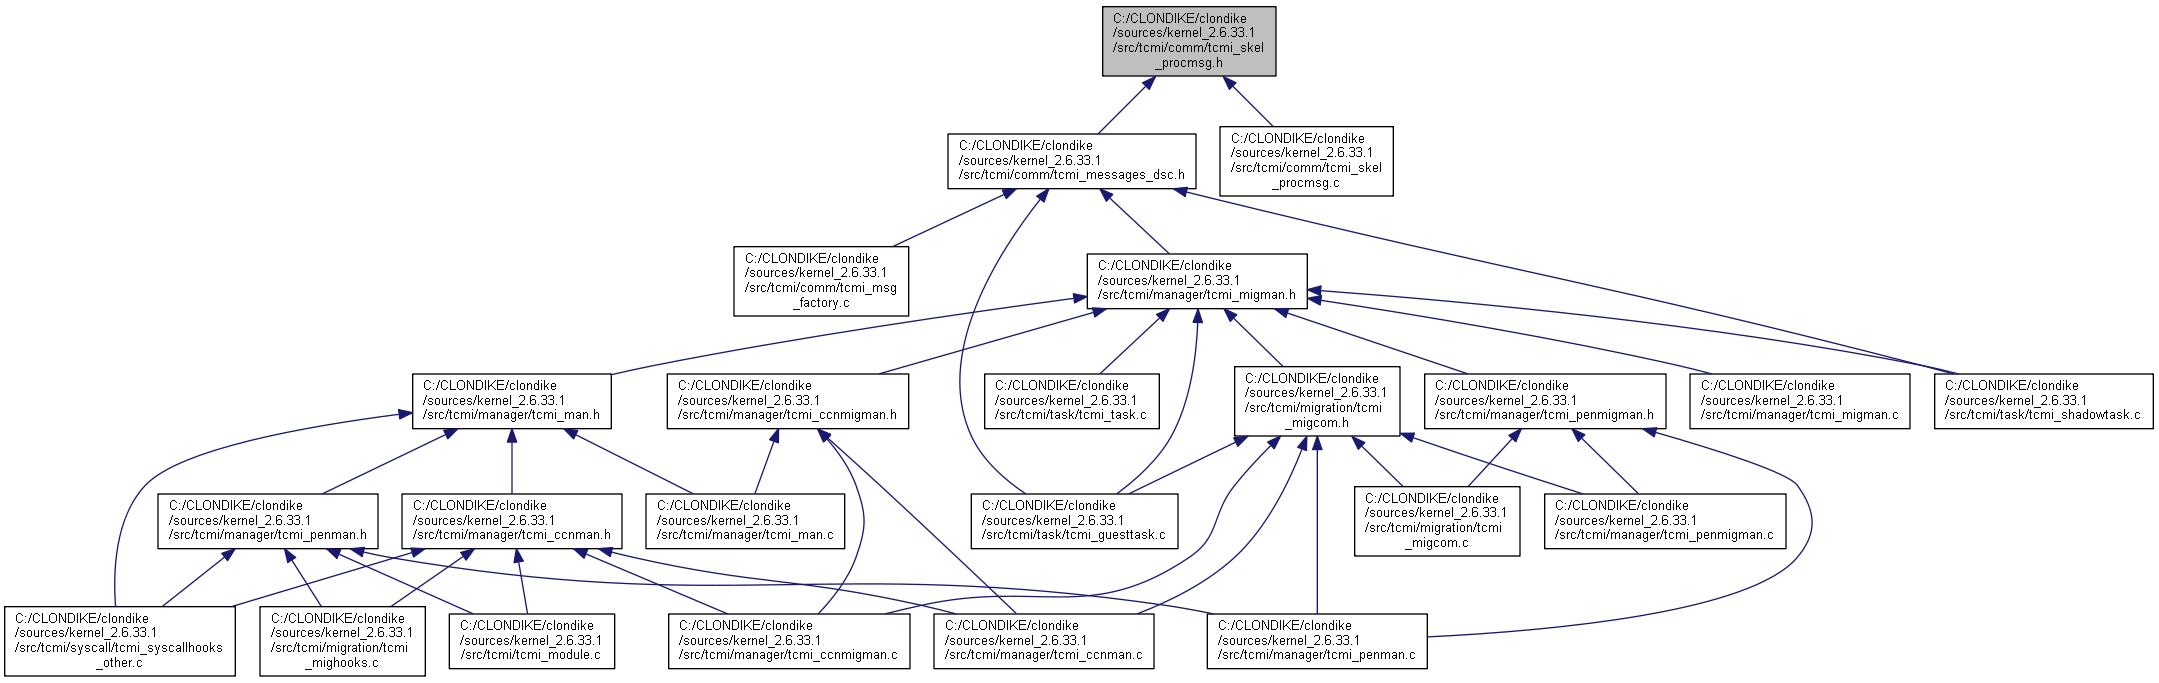 C:/CLONDIKE/clondike
/sources/kernel_2.6.33.1
/src/tcmi/comm/tcmi_skel
_procmsg.h
C:/CLONDIKE/clondike
/sources/kernel_2.6.33.1
/src/tcmi/comm/tcmi_messages_dsc.h
C:/CLONDIKE/clondike
/sources/kernel_2.6.33.1
/src/tcmi/comm/tcmi_skel
_procmsg.c
C:/CLONDIKE/clondike
/sources/kernel_2.6.33.1
/src/tcmi/comm/tcmi_msg
_factory.c
C:/CLONDIKE/clondike
/sources/kernel_2.6.33.1
/src/tcmi/manager/tcmi_migman.h
C:/CLONDIKE/clondike
/sources/kernel_2.6.33.1
/src/tcmi/manager/tcmi_man.h
C:/CLONDIKE/clondike
/sources/kernel_2.6.33.1
/src/tcmi/manager/tcmi_ccnmigman.h
C:/CLONDIKE/clondike
/sources/kernel_2.6.33.1
/src/tcmi/task/tcmi_task.c
C:/CLONDIKE/clondike
/sources/kernel_2.6.33.1
/src/tcmi/migration/tcmi
_migcom.h
C:/CLONDIKE/clondike
/sources/kernel_2.6.33.1
/src/tcmi/manager/tcmi_penmigman.h
C:/CLONDIKE/clondike
/sources/kernel_2.6.33.1
/src/tcmi/manager/tcmi_migman.c
C:/CLONDIKE/clondike
/sources/kernel_2.6.33.1
/src/tcmi/task/tcmi_shadowtask.c
C:/CLONDIKE/clondike
/sources/kernel_2.6.33.1
/src/tcmi/manager/tcmi_penman.h
C:/CLONDIKE/clondike
/sources/kernel_2.6.33.1
/src/tcmi/manager/tcmi_ccnman.h
C:/CLONDIKE/clondike
/sources/kernel_2.6.33.1
/src/tcmi/manager/tcmi_man.c
C:/CLONDIKE/clondike
/sources/kernel_2.6.33.1
/src/tcmi/task/tcmi_guesttask.c
C:/CLONDIKE/clondike
/sources/kernel_2.6.33.1
/src/tcmi/migration/tcmi
_migcom.c
C:/CLONDIKE/clondike
/sources/kernel_2.6.33.1
/src/tcmi/manager/tcmi_penmigman.c
C:/CLONDIKE/clondike
/sources/kernel_2.6.33.1
/src/tcmi/syscall/tcmi_syscallhooks
_other.c
C:/CLONDIKE/clondike
/sources/kernel_2.6.33.1
/src/tcmi/migration/tcmi
_mighooks.c
C:/CLONDIKE/clondike
/sources/kernel_2.6.33.1
/src/tcmi/tcmi_module.c
C:/CLONDIKE/clondike
/sources/kernel_2.6.33.1
/src/tcmi/manager/tcmi_ccnmigman.c
C:/CLONDIKE/clondike
/sources/kernel_2.6.33.1
/src/tcmi/manager/tcmi_ccnman.c
C:/CLONDIKE/clondike
/sources/kernel_2.6.33.1
/src/tcmi/manager/tcmi_penman.c